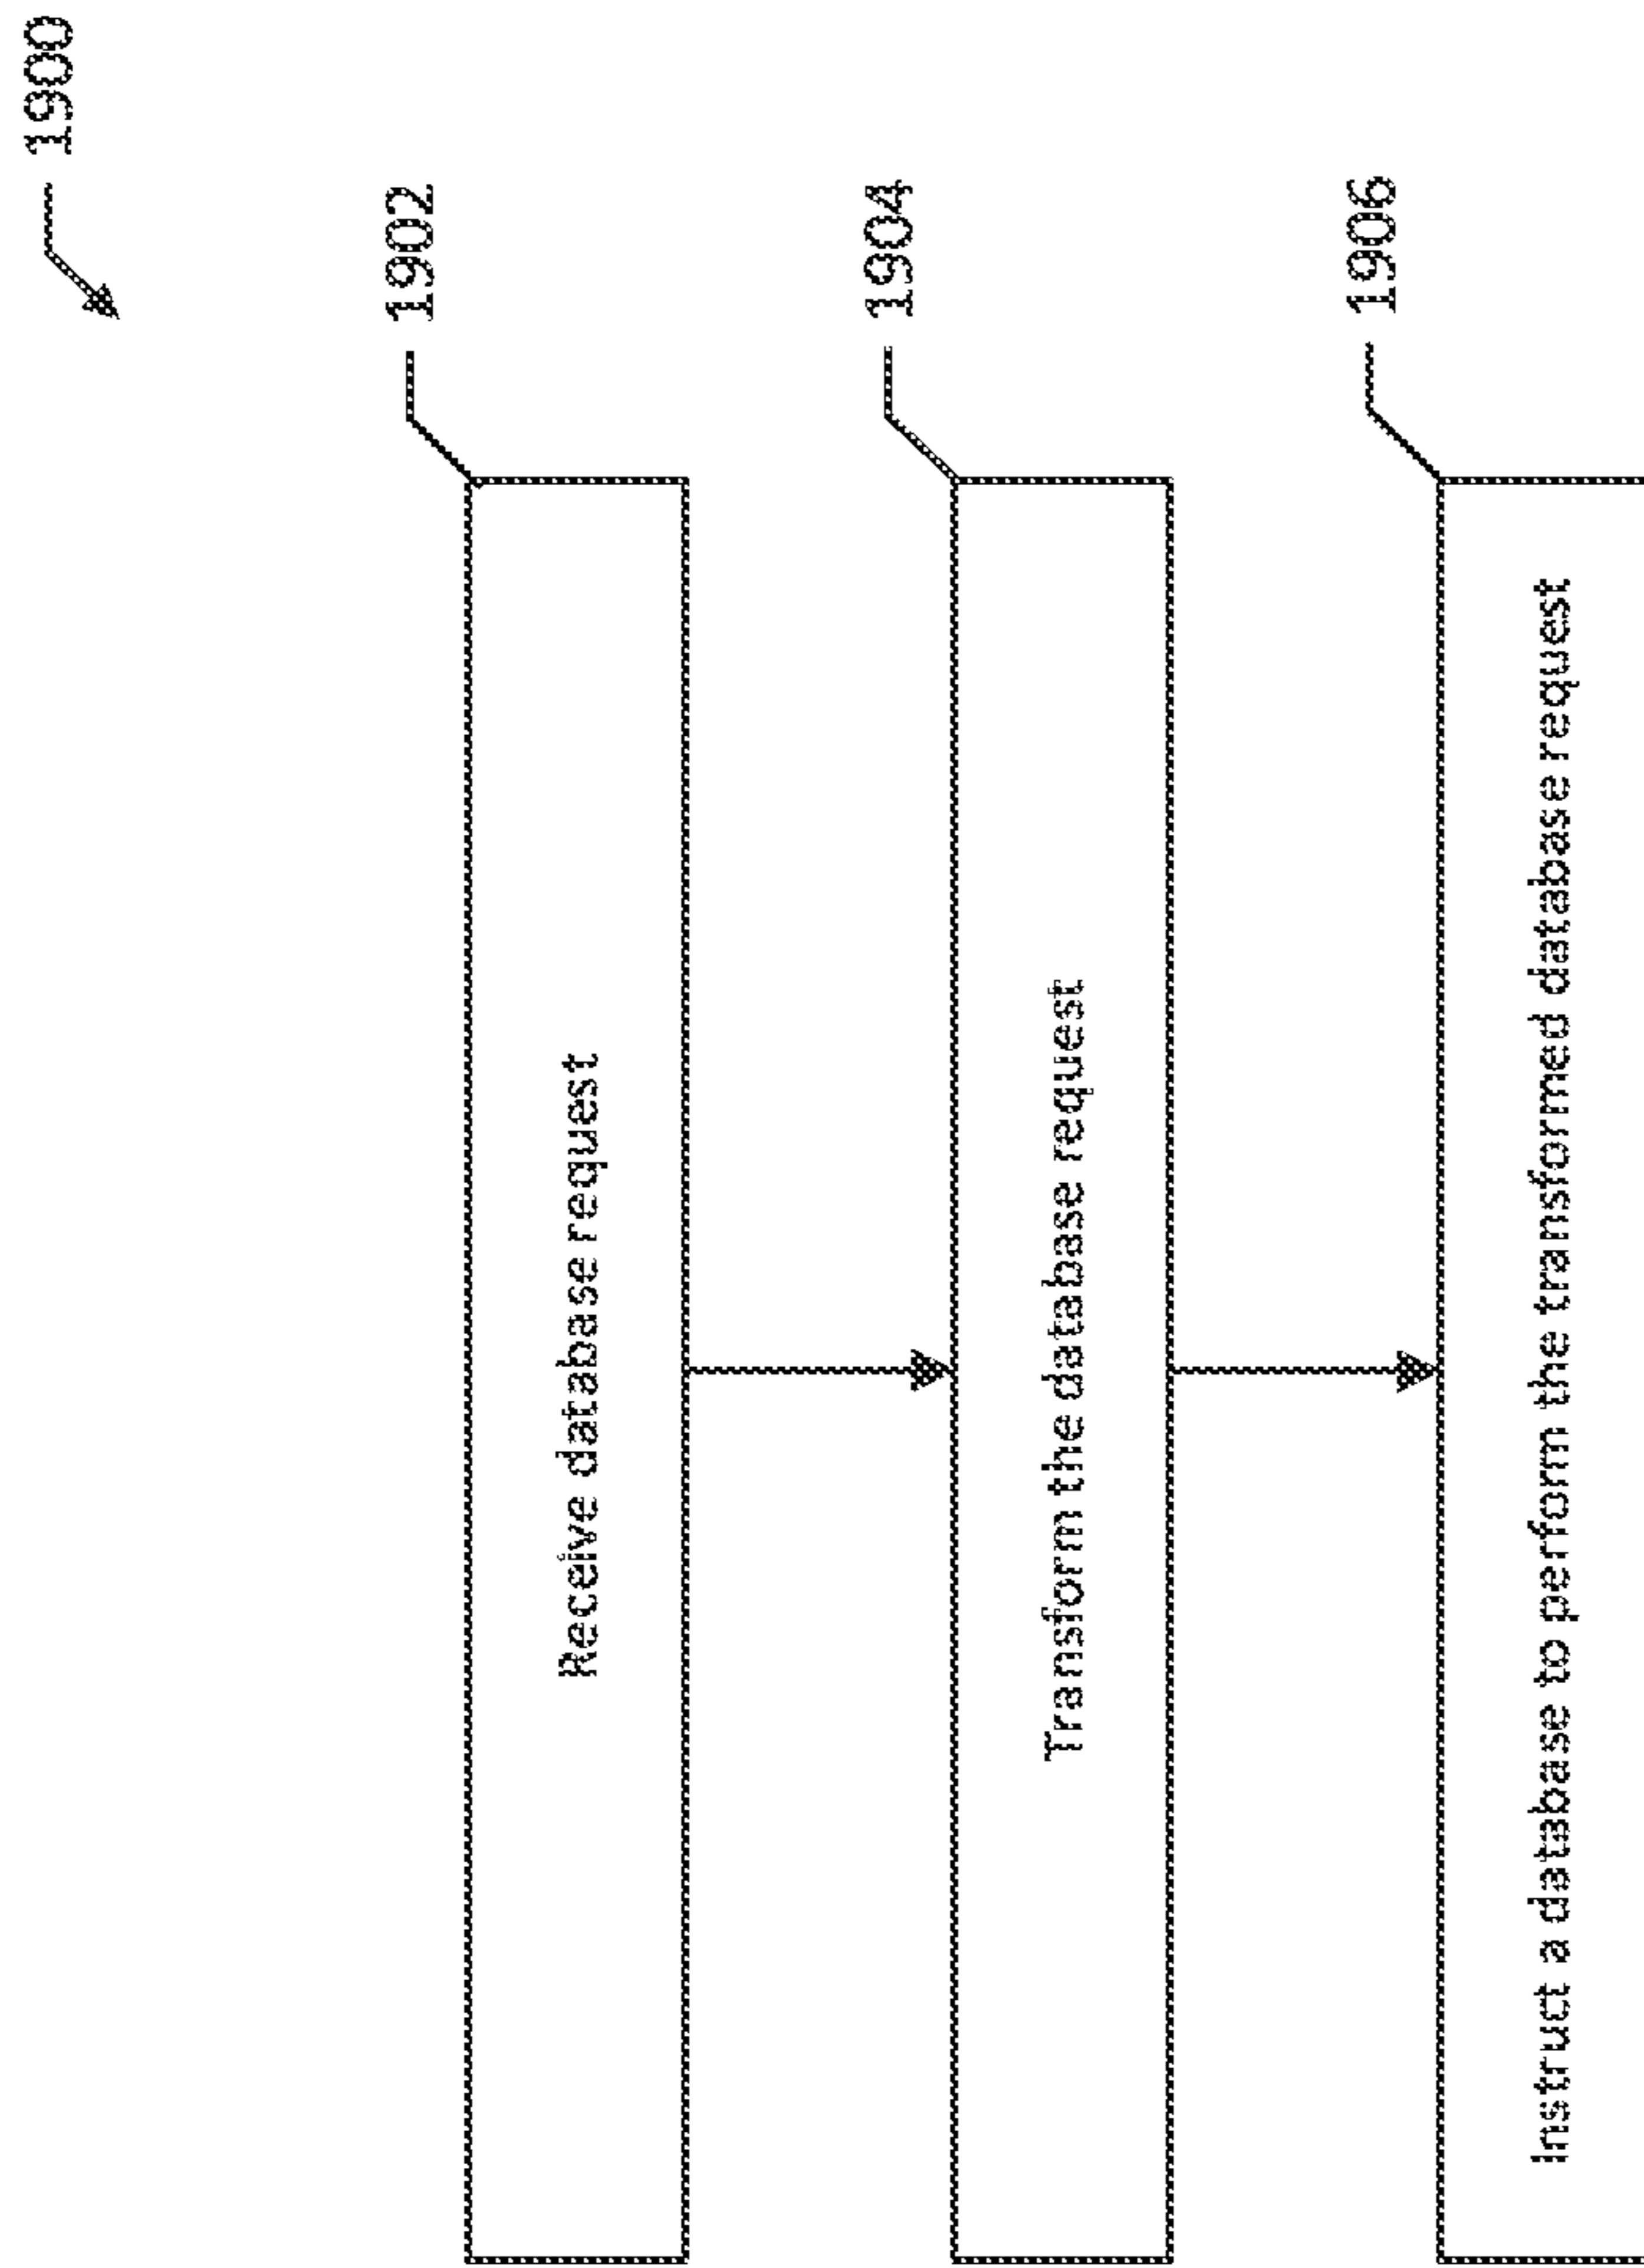 1900
1902
Receive database request
1904
Transform the database request
1906
Instruct a database to perform the transformed database request